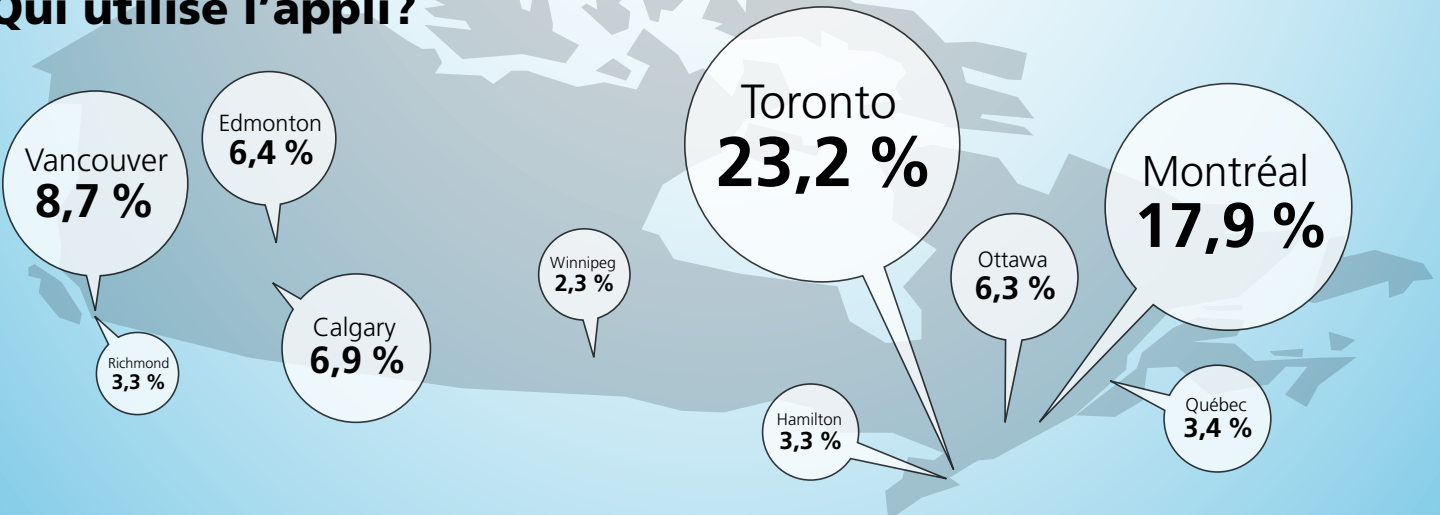 Qui utilise l’appli?
Vancouver
8,7 %
Edmonton
6,4 %
Richmond
3,3 %
Calgary
6,9 %
Winnipeg
2,3 %
Toronto
23,2 %
Hamilton
3,3 %
Ottawa
6,3 %
Montréal
17,9 %
Québec
3,4 %